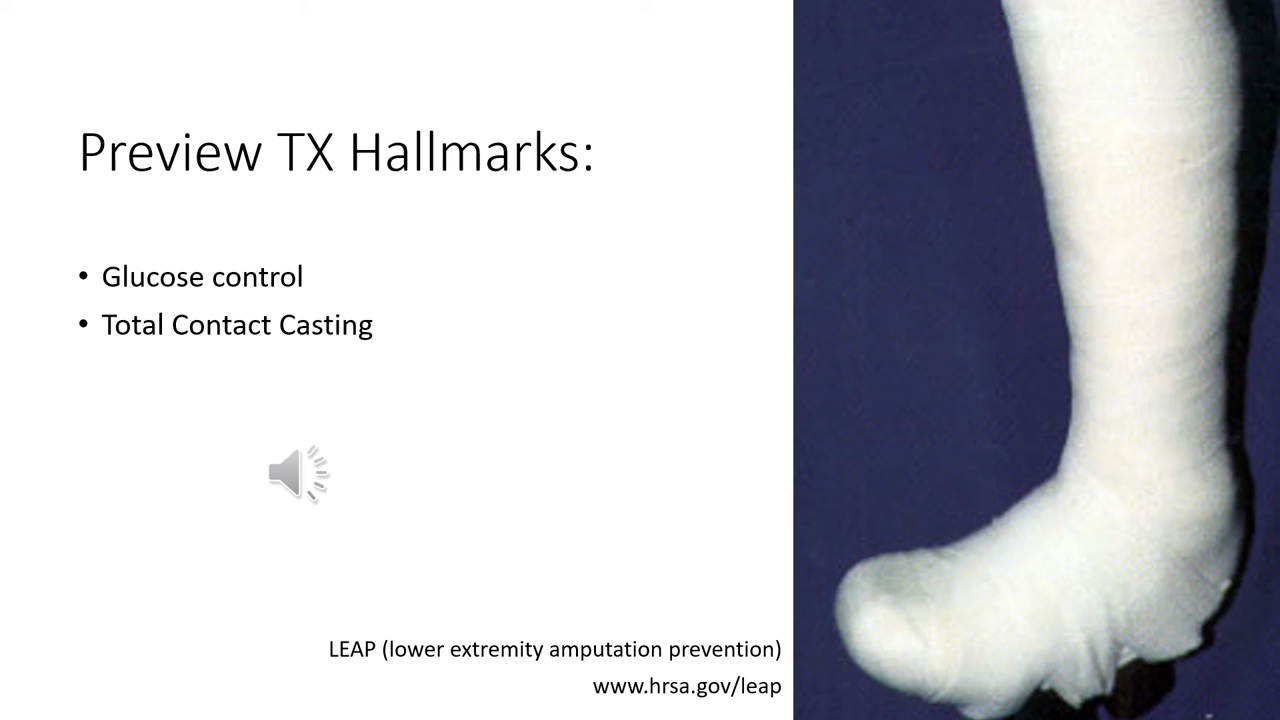 Preview TX Hallmarks:
• Glucose control
• Total Contact Casting
LEAP (lower extremity amputation prevention)
www.hrsa.gov/leap